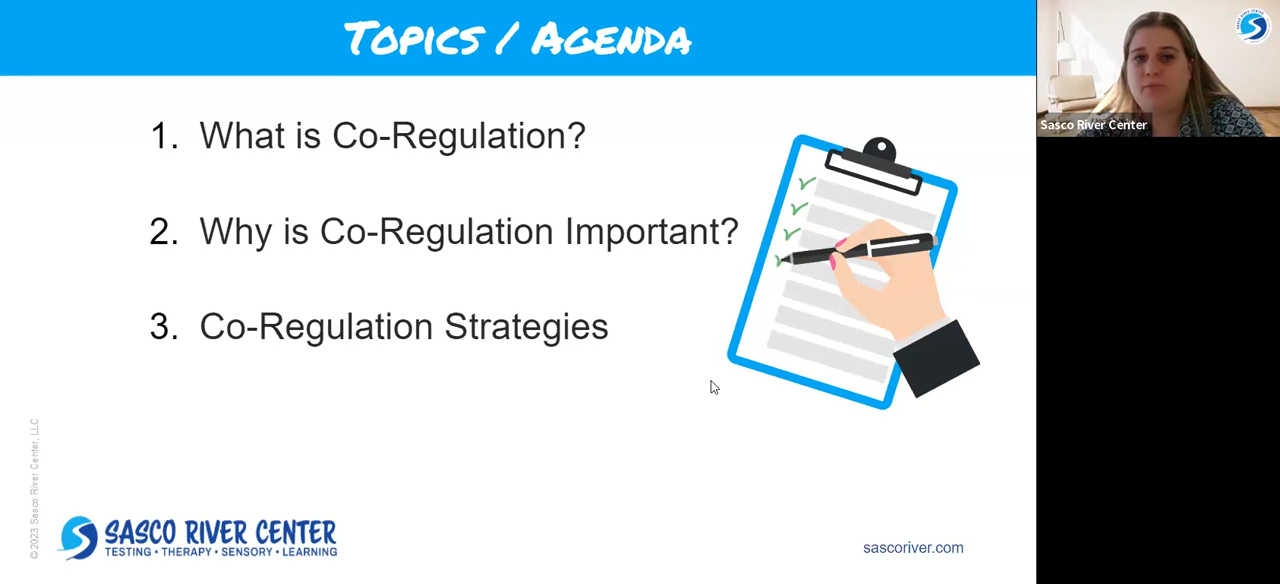 TOPICS / AGENDA
1. What is Co-Regulation?
2. Why is Co-Regulation Important?
3. Co-Regulation Strategies
© 2023 Sasco River Center, LLC
SASCO RIVER CENTER
TESTING • THERAPY • SENSORY • LEARNING
sascoriver.com
Sasco River Center